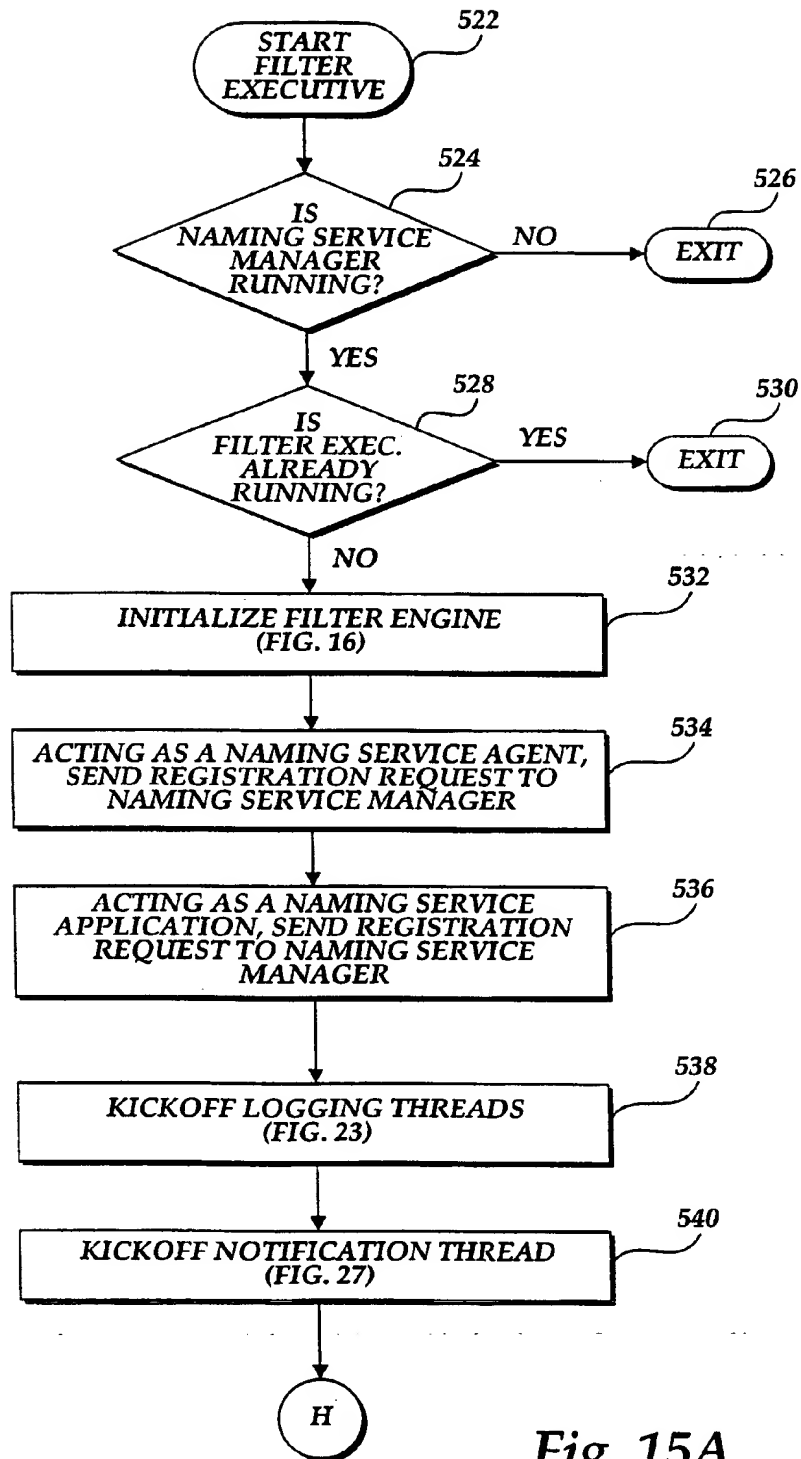 522
START
FILTER
EXECUTIVE
524
IS
NAMING SERVICE
MANAGER
RUNNING?
NO
526
EXIT
YES
528
IS
FILTER EXEC.
ALREADY
RUNNING?
YES
530
EXIT
NO
532
INITIALIZE FILTER ENGINE
(FIG. 16)
534
ACTING AS A NAMING SERVICE AGENT,
SEND REGISTRATION REQUEST TO
NAMING SERVICE MANAGER
536
ACTING AS A NAMING SERVICE
APPLICATION, SEND REGISTRATION
REQUEST TO NAMING SERVICE
MANAGER
538
KICKOFF LOGGING THREADS
(FIG. 23)
540
KICKOFF NOTIFICATION THREAD
(FIG. 27)
H
Fig. 15A